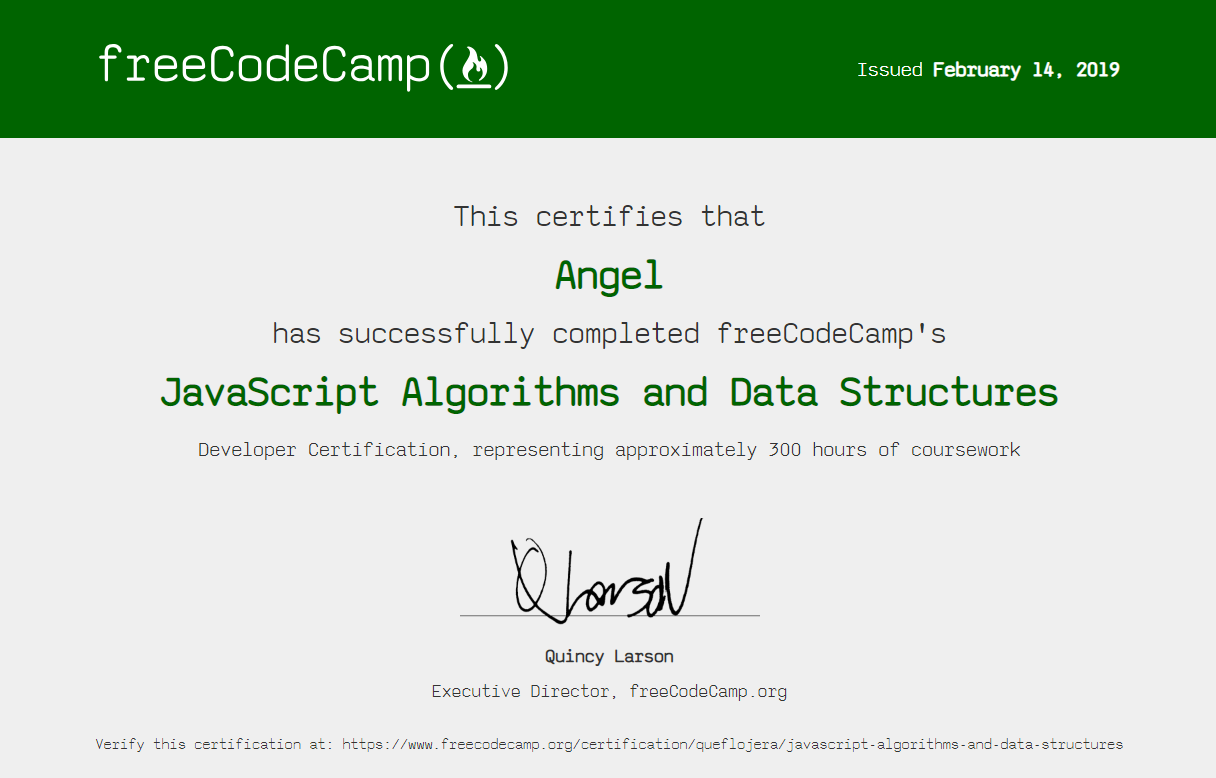 freeCodeCamp(🔥)
Issued February 14, 2019
This certifies that
Angel
has successfully completed freeCodeCamp's
JavaScript Algorithms and Data Structures
Developer Certification, representing approximately 300 hours of coursework
Q Larson
Quincy Larson
Executive Director, freeCodeCamp.org
Verify this certification at: https://www.freecodecamp.org/certification/queflojera/javascript-algorithms-and-data-structures